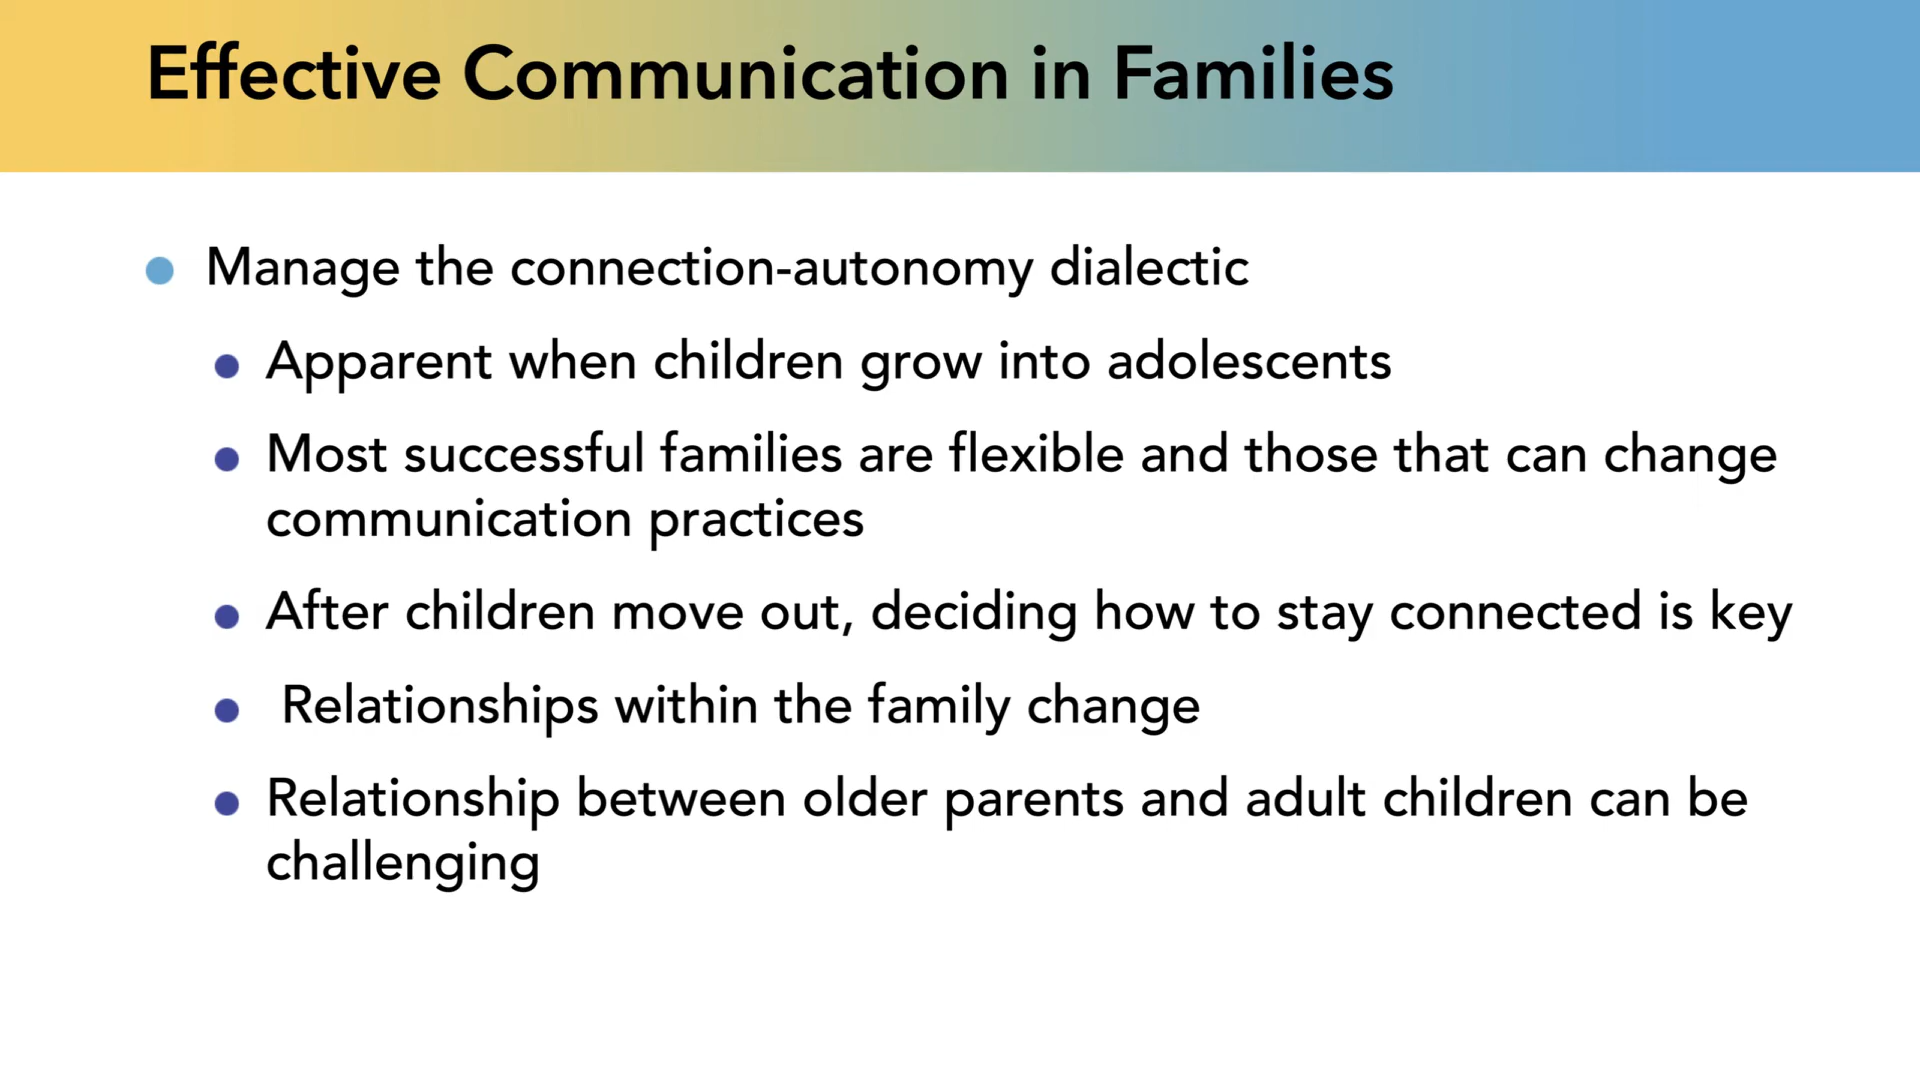 Effective Communication in Families
Manage the connection-autonomy dialectic
Apparent when children grow into adolescents
Most successful families are flexible and those that can change
communication practices
After children move out, deciding how to stay connected is key
Relationships within the family change
Relationship between older parents and adult children can be
challenging